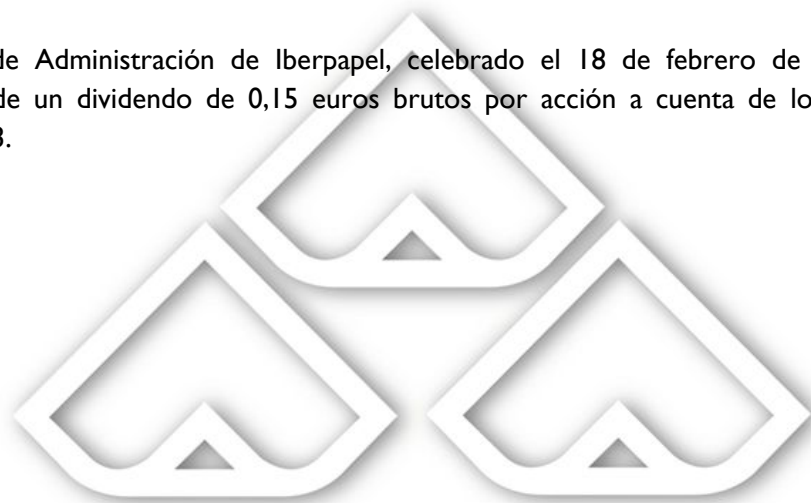 de Administración de Iberpapel, celebrado el 18 de febrero de
de un dividendo de 0,15 euros brutos por acción a cuenta de lo
3.